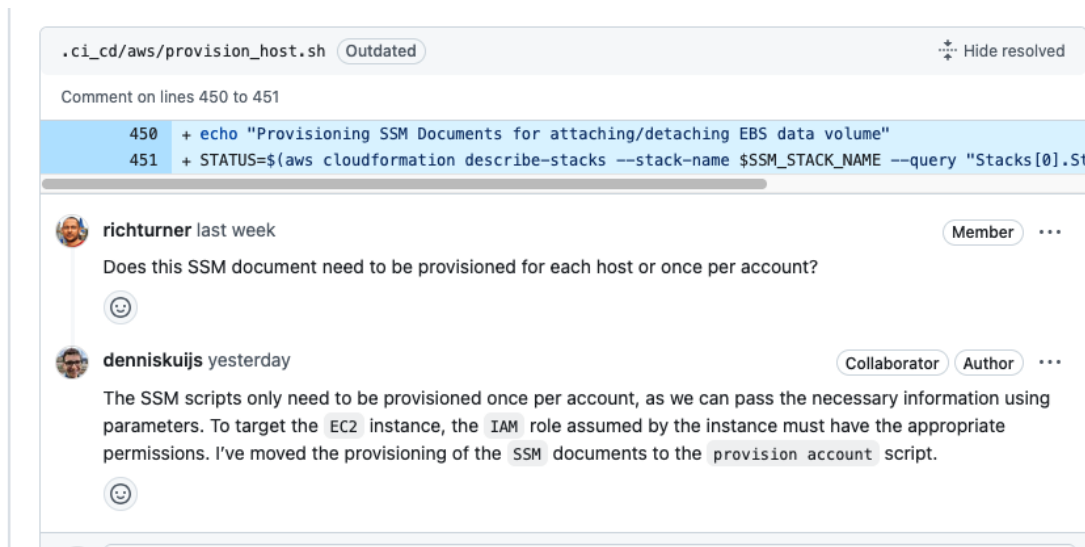 .ci_cd/aws/provision_host.sh Outdated Hide resolved
Comment on lines 450 to 451
450 + echo "Provisioning SSM Documents for attaching/detaching EBS data volume"
451 + STATUS=$(aws cloudformation describe-stacks --stack-name $SSM_STACK_NAME --query "Stacks[0].St
richturner last week Member ...
Does this SSM document need to be provisioned for each host or once per account?
denniskuijs yesterday Collaborator Author ...
The SSM scripts only need to be provisioned once per account, as we can pass the necessary information using
parameters. To target the EC2 instance, the IAM role assumed by the instance must have the appropriate
permissions. I've moved the provisioning of the SSM documents to the provision account script.